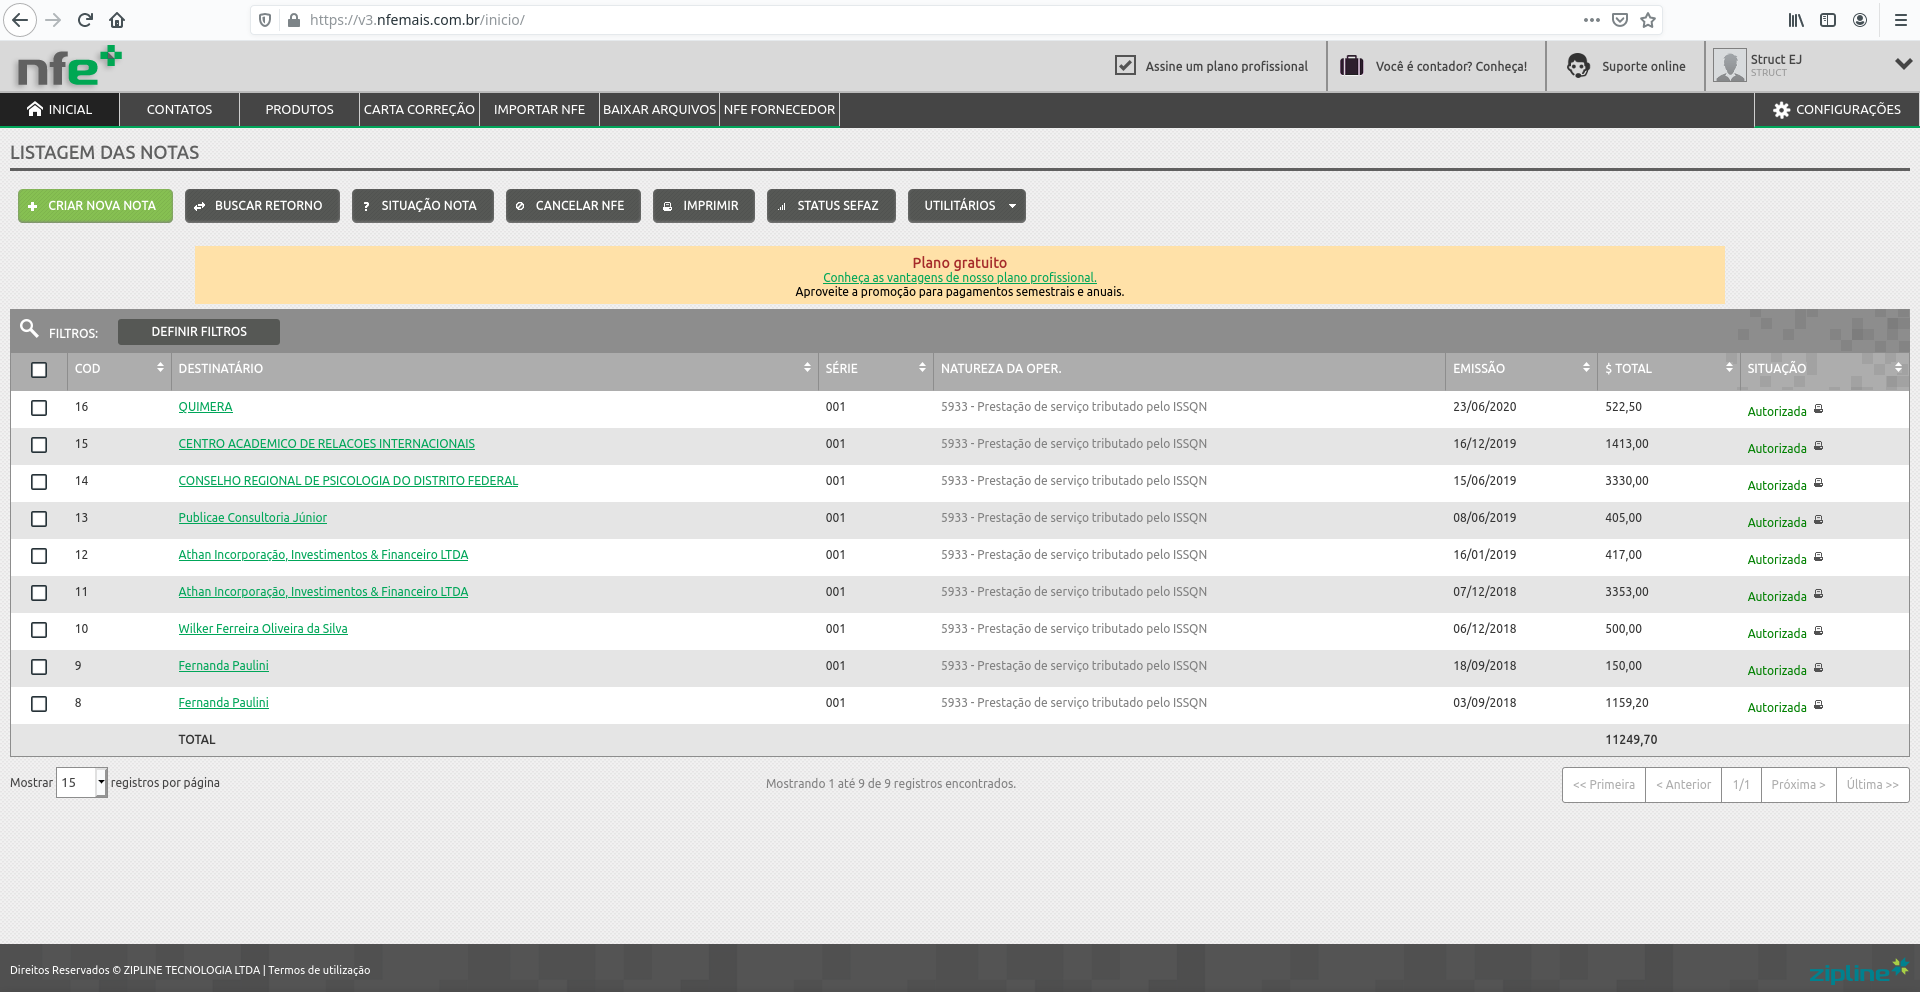 https://v3.nfemais.com.br/inicio/
nfe
Assine um plano profissional
Você é contador? Conheça!
Suporte online
Struct EJ
STRUCT
INICIAL
CONTATOS
PRODUTOS
CARTA CORREÇÃO
IMPORTAR NFE
BAIXAR ARQUIVOS
NFE FORNECEDOR
CONFIGURAÇÕES
LISTAGEM DAS NOTAS
CRIAR NOVA NOTA
BUSCAR RETORNO
? SITUAÇÃO NOTA
CANCELAR NFE
IMPRIMIR
STATUS SEFAZ
UTILITÁRIOS
Plano gratuito
Conheça as vantagens de nosso plano profissional.
Aproveite a promoção para pagamentos semestrais e anuais.
FILTROS: DEFINIR FILTROS
COD DESTINATÁRIO SÉRIE NATUREZA DA OPER. EMISSÃO $ TOTAL SITUAÇÃO
16 QUIMERA 001 5933 - Prestação de serviço tributado pelo ISSQN 23/06/2020 522,50 Autorizada
15 CENTRO ACADEMICO DE RELACOES INTERNACIONAIS 001 5933 - Prestação de serviço tributado pelo ISSQN 16/12/2019 1413,00 Autorizada
14 CONSELHO REGIONAL DE PSICOLOGIA DO DISTRITO FEDERAL 001 5933 - Prestação de serviço tributado pelo ISSQN 15/06/2019 3330,00 Autorizada
13 Publicae Consultoria Júnior 001 5933 - Prestação de serviço tributado pelo ISSQN 08/06/2019 405,00 Autorizada
12 Athan Incorporação, Investimentos & Financeiro LTDA 001 5933 - Prestação de serviço tributado pelo ISSQN 16/01/2019 417,00 Autorizada
11 Athan Incorporação, Investimentos & Financeiro LTDA 001 5933 - Prestação de serviço tributado pelo ISSQN 07/12/2018 3353,00 Autorizada
10 Wilker Ferreira Oliveira da Silva 001 5933 - Prestação de serviço tributado pelo ISSQN 06/12/2018 500,00 Autorizada
9 Fernanda Paulini 001 5933 - Prestação de serviço tributado pelo ISSQN 18/09/2018 150,00 Autorizada
8 Fernanda Paulini 001 5933 - Prestação de serviço tributado pelo ISSQN 03/09/2018 1159,20 Autorizada
TOTAL 11249,70
Mostrar 15 registros por página
Mostrando 1 até 9 de 9 registros encontrados.
<< Primeira < Anterior 1/1 Próxima > Última >>
Direitos Reservados © ZIPLINE TECNOLOGIA LTDA | Termos de utilização
zipline